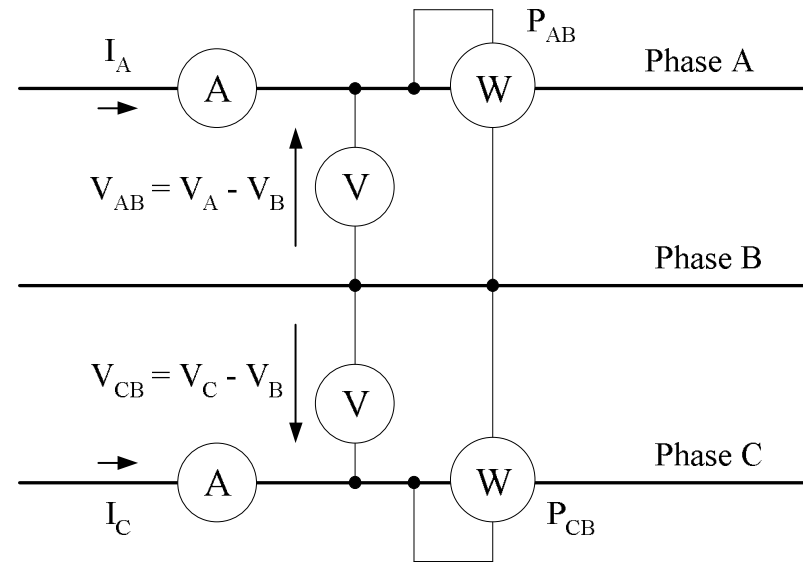 I_A
P_AB
A
W
Phase A
V_AB = V_A - V_B
V
Phase B
V_CB = V_C - V_B
V
Phase C
A
W
I_C
P_CB